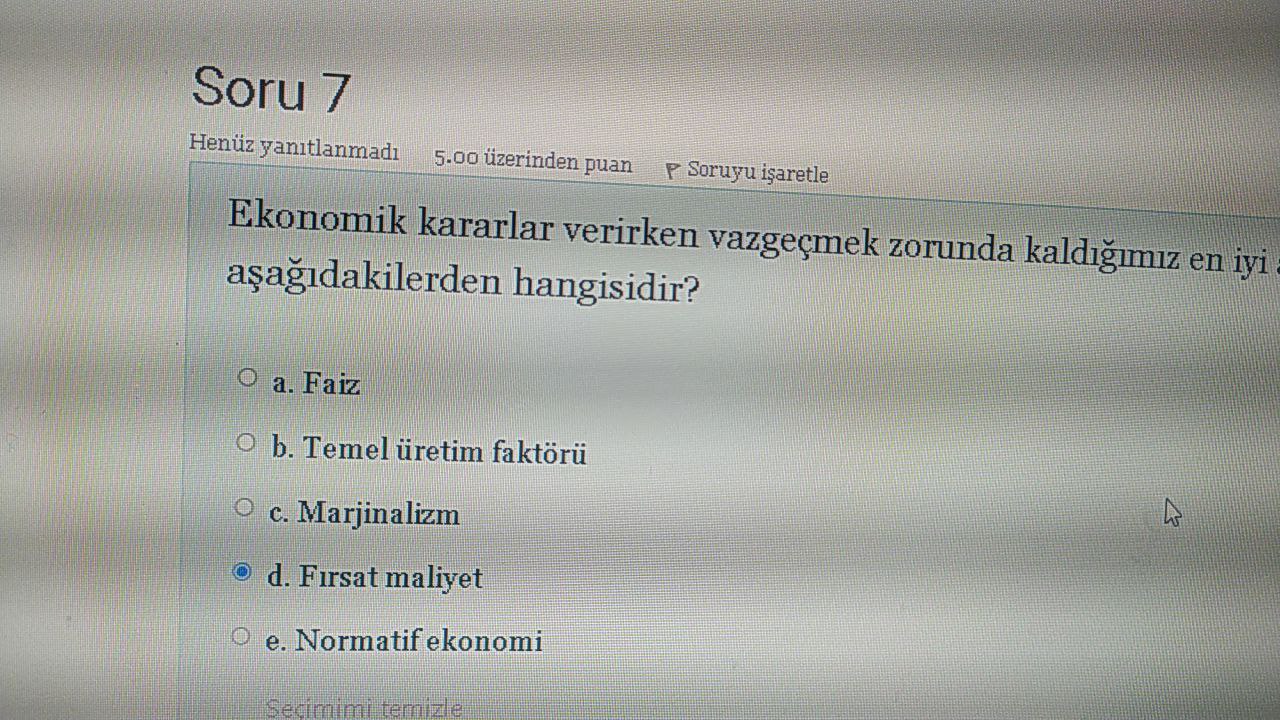 Soru 7
Henüz yanıtlanmadı 5.00 üzerinden puan Soruyu işaretle
Ekonomik kararlar verirken vazgeçmek zorunda kaldığımız en iyi
aşağıdakilerden hangisidir?
a. Faiz
b. Temel üretim faktörü
c. Marjinalizm
d. Fırsat maliyet
e. Normatif ekonomi
Seçimimi temizle